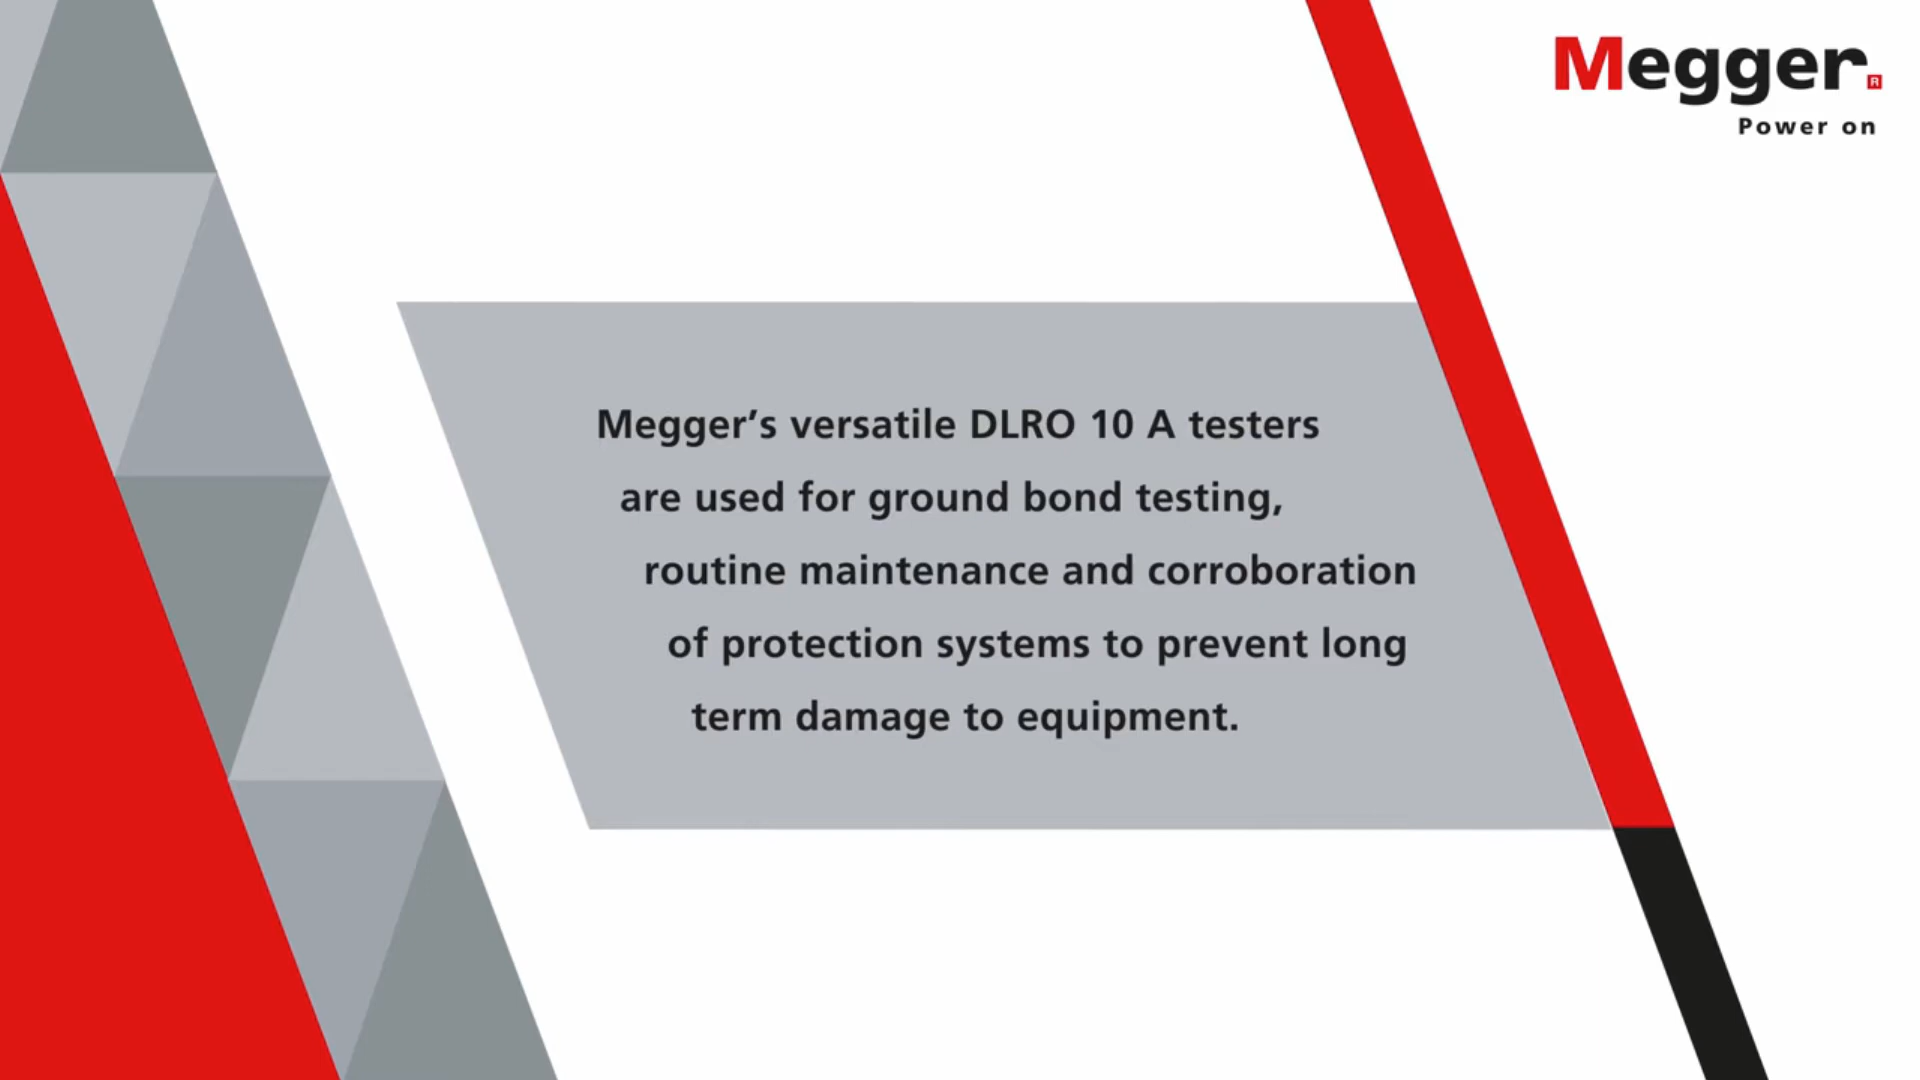 Megger®
Power on
Megger’s versatile DLRO 10 A testers
are used for ground bond testing,
routine maintenance and corroboration
of protection systems to prevent long
term damage to equipment.